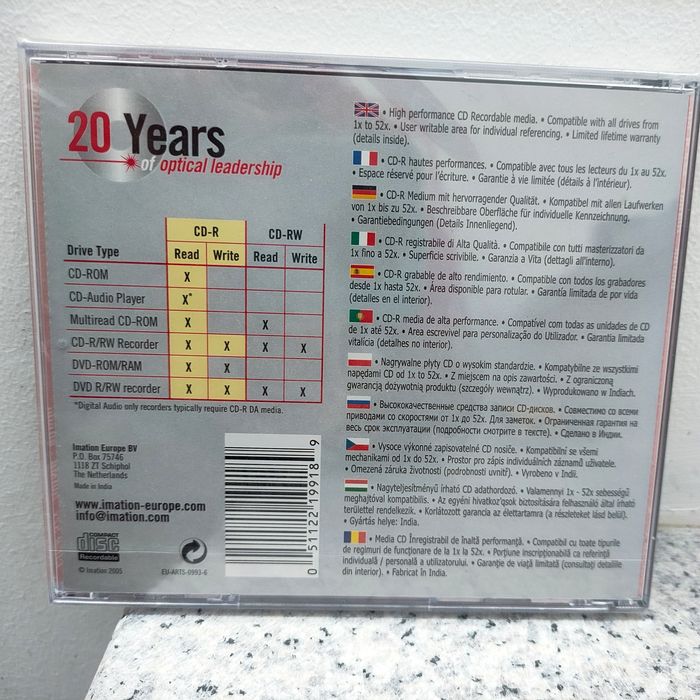 20 Years
of optical leadership
CD-R CD-RW
Drive Type Read Write Read Write
CD-ROM X
CD-Audio Player X*
Multiread CD-ROM X X
CD-R/RW Recorder X X X X
DVD-ROM/RAM X X
DVD R/RW recorder X X X X
*Digital Audio only recorders typically require CD-R DA media.
Imation Europe BV
P.O. Box 75746
1118 ZT Schiphol
The Netherlands
Made in India
www.imation-europe.com
info@imation.com
COMPACT
disc
Recordable
© Imation 2005
EU-ARTS-0993-6
0 51122 19918 9
• High performance CD Recordable media. • Compatible with all drives from
1x to 52x. • User writable area for individual referencing. • Limited lifetime warranty
(details inside).
• CD-R hautes performances. • Compatible avec tous les lecteurs du 1x au 52x.
• Espace réservé pour l'écriture. • Garantie à vie limitée (détails à l'intérieur).
• CD-R Medium mit hervorragender Qualität. • Kompatibel mit allen Laufwerken
von 1x bis zu 52x. • Beschreibbare Oberfläche für individuelle Kennzeichnung.
• Garantiebedingungen (Details Innenliegend).
• CD-R registrabile di Alta Qualità. • Compatibile con tutti masterizzatori da
1x fino a 52x. • Superficie scrivibile. • Garanzia a Vita (dettagli all'interno).
• CD-R grabable de alto rendimiento. • Compatible con todos los grabadores
desde 1x hasta 52x. • Área disponible para rotular. • Garantía limitada de por vida
(detalles en el interior).
• CD-R media de alta performance. • Compatível com todas as unidades de CD
de 1x até 52x. • Area escrevivel para personalização do Utilizador. • Garantia limitada
vitalícia (detalhes no interior).
• Nagrywalne płyty CD o wysokim standardzie. • Kompatybilne ze wszystkimi
napędami CD od 1x to 52x. • Z miejscem na opis zawartości. • Z ograniczoną
gwarancją dożywotnią produktu (szczegóły wewnątrz). • Wyprodukowano w Indiach.
• Высококачественные средства записи CD-дисков. • Совместимо со всеми
приводами со скоростями от 1x до 52x. Для заметок. • Ограниченная гарантия на
весь срок эксплуатации (подробности смотрите в тексте). • Сделано в Индии.
• Vysoce výkonné zapisovatelné CD nosiče. • Kompatibilní se všemi
mechanikami od 1x do 52x. • Prostor pro zápis individuálních záznamů uživatele.
• Omezená záruka životnosti (podrobnosti uvnitř). • Vyrobeno v Indii.
• Nagyteljesítményű írható CD adathordozó. • Valamennyi 1x - 52x sebességű
meghajtóval kompatibilis. • Az egyéni hivatkozások biztosítására felhasználó által írható
területtel rendelkezik. • Korlátozott garancia az élettartamra (a részleteket lásd belül).
• Gyártás helye: India.
• Media CD Înregistrabil de înaltă performanță. • Compatibil cu toate tipurile
de regimuri de funcționare de la 1x la 52x. • Porțiune inscripționabilă ca referință
individuală / personală a utilizatorului. • Garanție de viață limitată (consultați detaliile
din interior). • Fabricat în India.